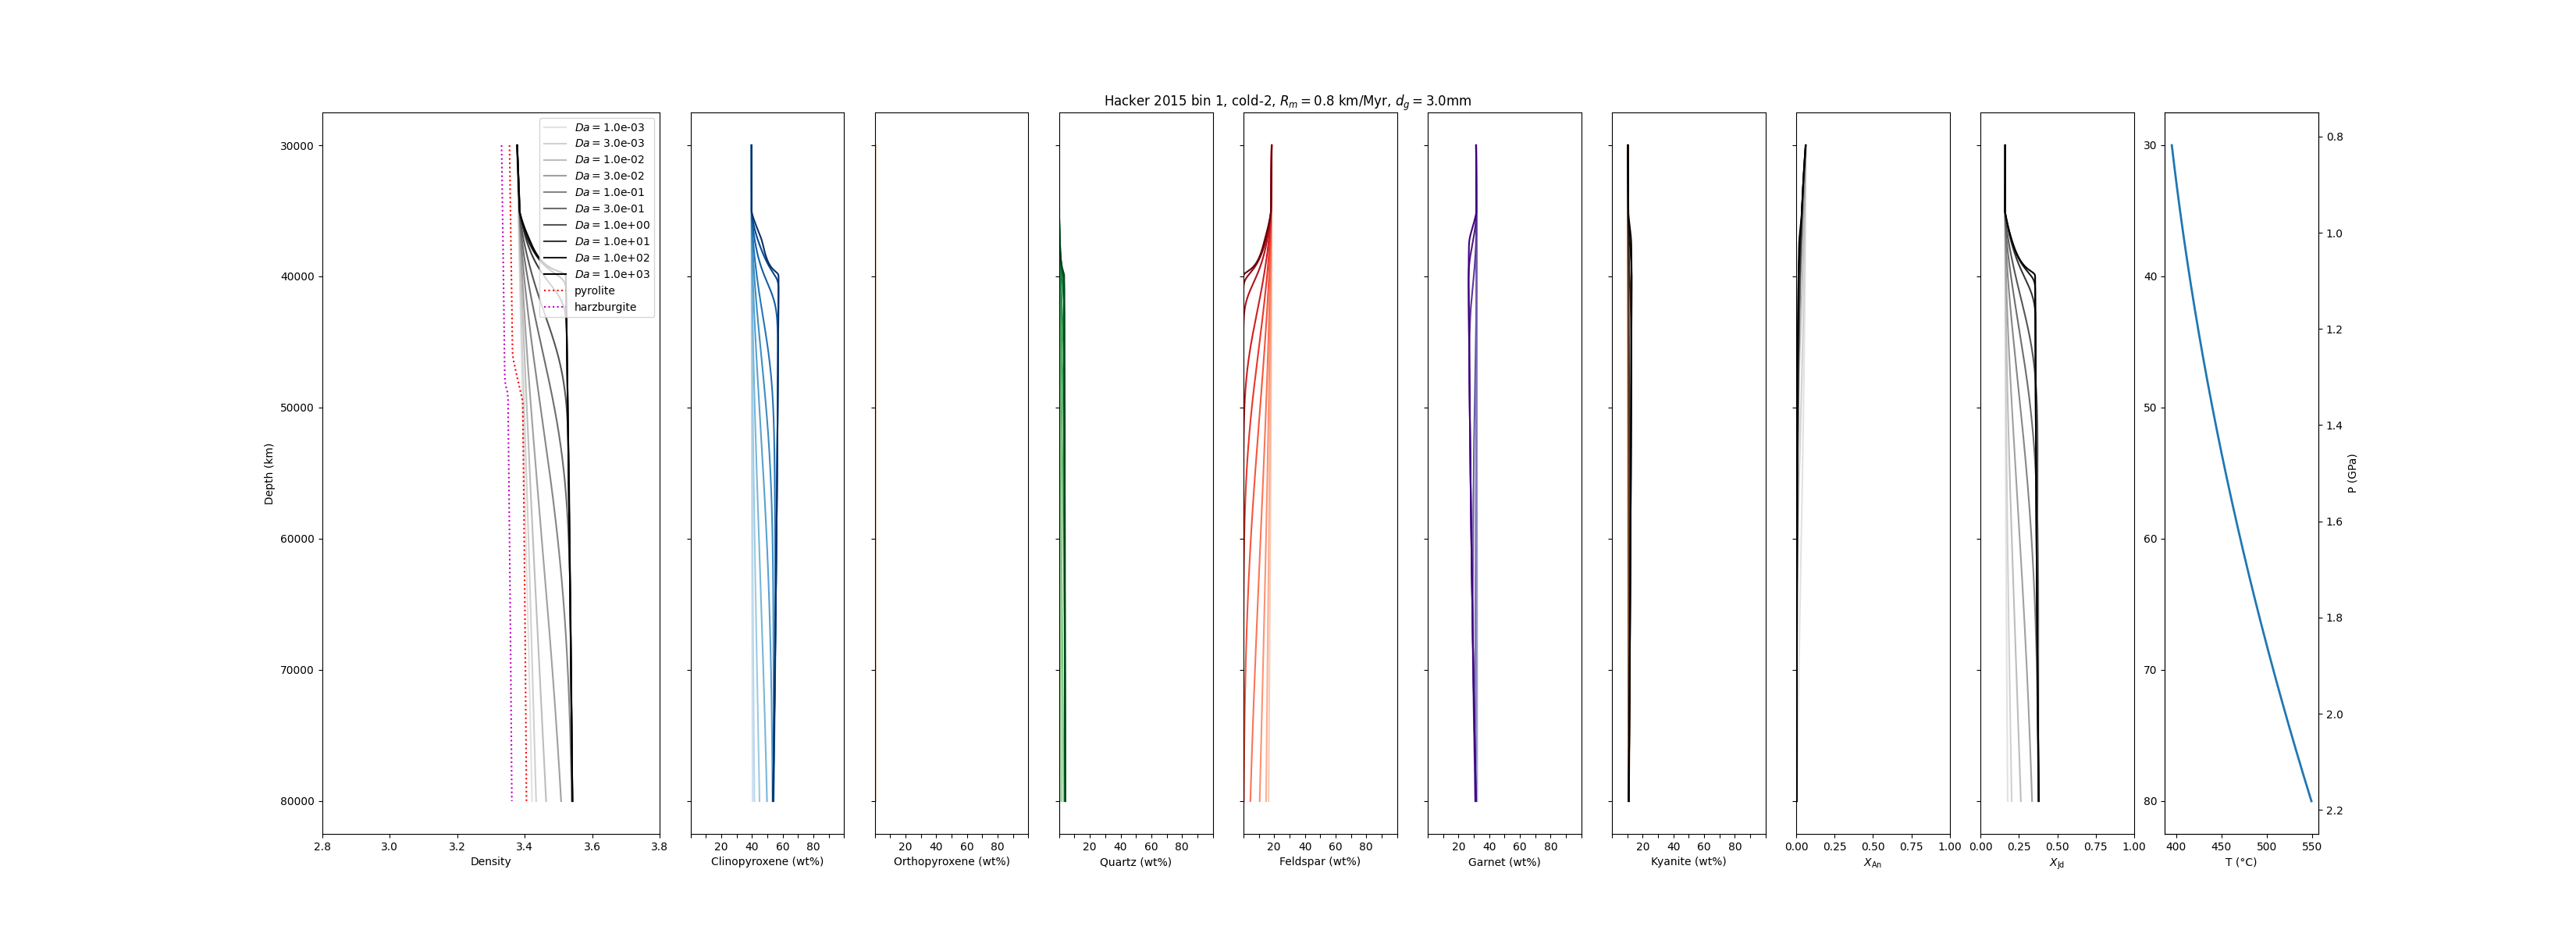 Hacker 2015 bin 1, cold-2, R_m = 0.8 km/Myr, d_g = 3.0mm
Da = 1.0e-03
Da = 3.0e-03
Da = 1.0e-02
Da = 3.0e-02
Da = 1.0e-01
Da = 3.0e-01
Da = 1.0e+00
Da = 1.0e+01
Da = 1.0e+02
Da = 1.0e+03
pyrolite
harzburgite
Depth (km)
30000
40000
50000
60000
70000
80000
2.8 3.0 3.2 3.4 3.6 3.8
Density
20 40 60 80
Clinopyroxene (wt%)
20 40 60 80
Orthopyroxene (wt%)
20 40 60 80
Quartz (wt%)
20 40 60 80
Feldspar (wt%)
20 40 60 80
Garnet (wt%)
20 40 60 80
Kyanite (wt%)
0.00 0.25 0.50 0.75 1.00
X_An
0.00 0.25 0.50 0.75 1.00
X_Jd
30
40
50
60
70
80
400 450 500 550
T (°C)
0.8
1.0
1.2
1.4
1.6
1.8
2.0
2.2
P (GPa)